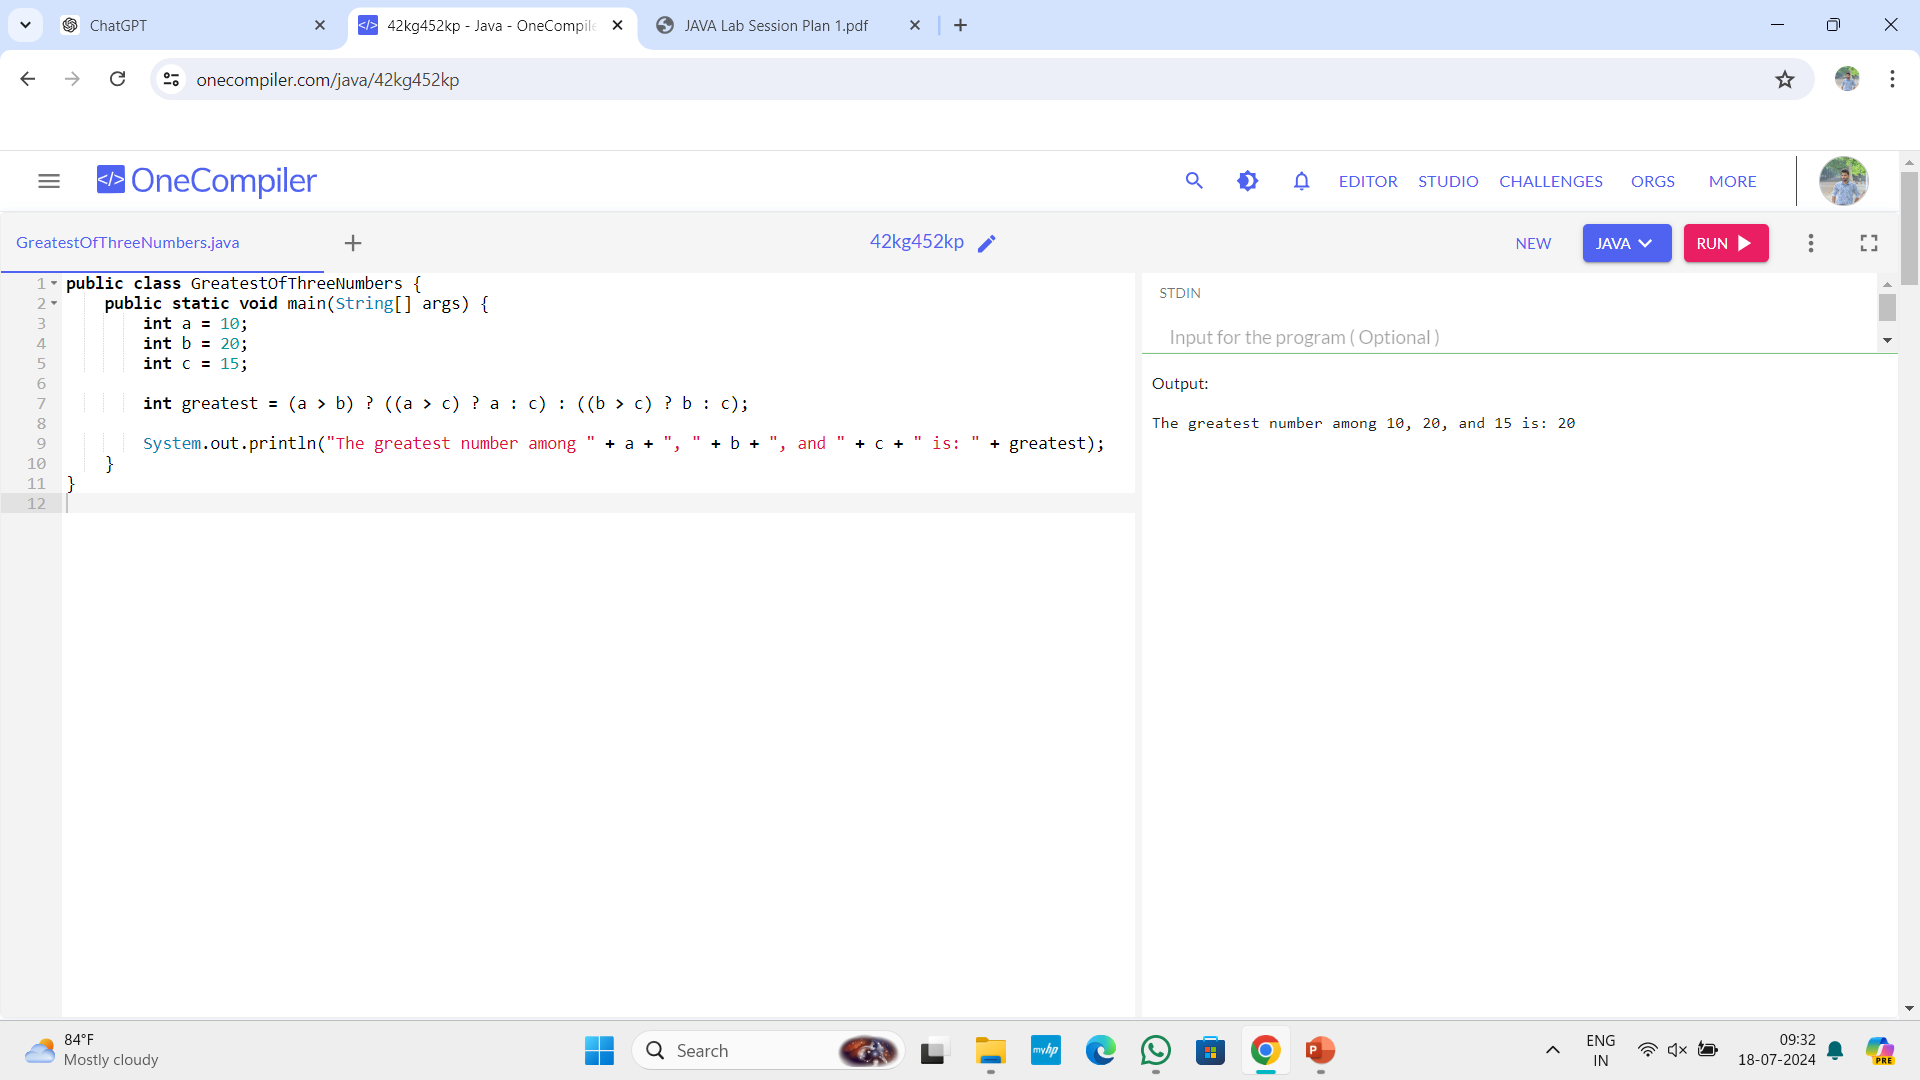 ChatGPT
42kg452kp - Java - OneCompile
JAVA Lab Session Plan 1.pdf
onecompiler.com/java/42kg452kp
OneCompiler
EDITOR STUDIO CHALLENGES ORGS MORE
GreatestOfThreeNumbers.java
42kg452kp
NEW JAVA RUN
1 public class GreatestOfThreeNumbers {
2 public static void main(String[] args) {
3 int a = 10;
4 int b = 20;
5 int c = 15;
6
7 int greatest = (a > b) ? ((a > c) ? a : c) : ((b > c) ? b : c);
8
9 System.out.println("The greatest number among " + a + ", " + b + ", and " + c + " is: " + greatest);
10 }
11 }
12
STDIN
Input for the program ( Optional )
Output:
The greatest number among 10, 20, and 15 is: 20
84°F
Mostly cloudy
Search
myhp
P
ENG
IN
09:32
18-07-2024
PRE